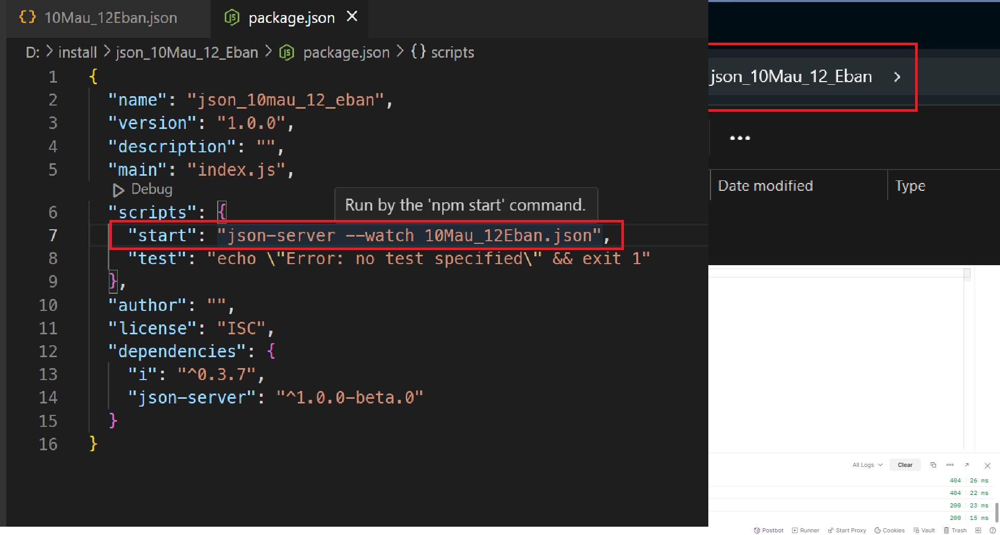 10Mau_12Eban.json
package.json
D: > install > json_10Mau_12_Eban > package.json > {} scripts
1 {
2 "name": "json_10mau_12_eban",
3 "version": "1.0.0",
4 "description": "",
5 "main": "index.js",
Debug
Run by the 'npm start' command.
6 "scripts": {
7 "start": "json-server --watch 10Mau_12Eban.json",
8 "test": "echo \"Error: no test specified\" && exit 1"
9 },
10 "author": "",
11 "license": "ISC",
12 "dependencies": {
13 "i": "^0.3.7",
14 "json-server": "^1.0.0-beta.0"
15 }
16 }
json_10Mau_12_Eban >
Date modified Type
All Logs Clear
404 26 ms
404 22 ms
200 23 ms
200 15 ms
Postbot Runner Start Proxy Cookies Vault Trash